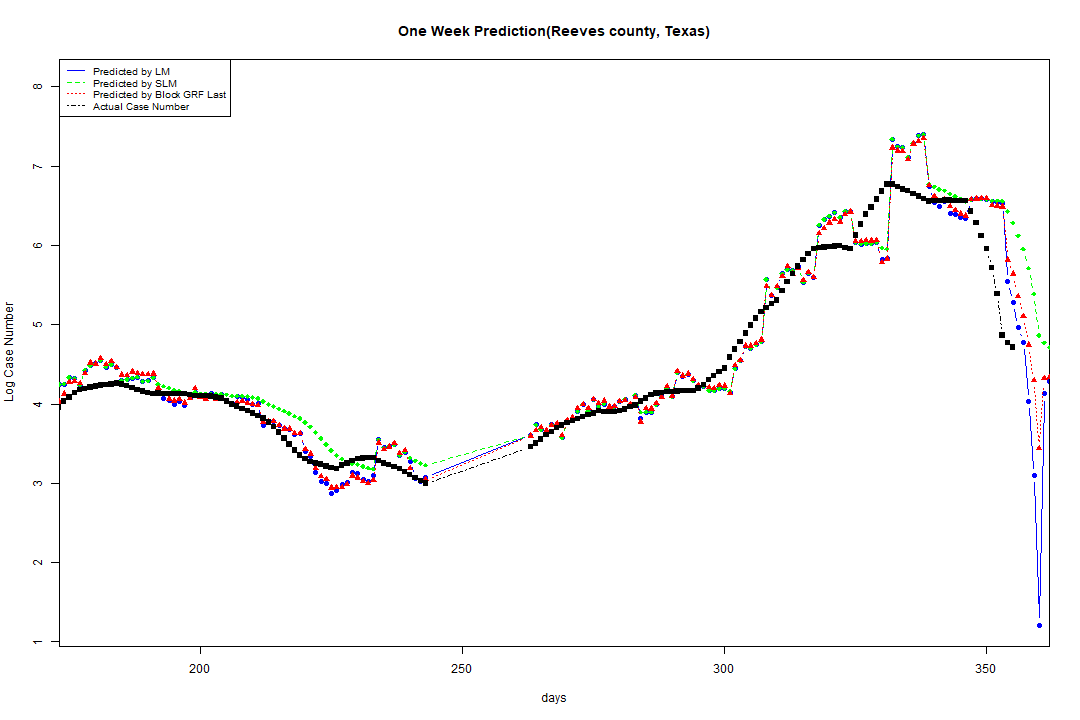 One Week Prediction(Reeves county, Texas)
Predicted by LM
Predicted by SLM
Predicted by Block GRF Last
Actual Case Number
Log Case Number
8
7
6
5
4
3
2
1
200
250
300
350
days